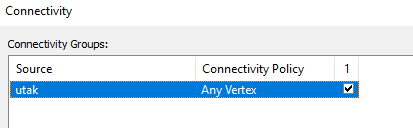 Connectivity
Connectivity Groups:
Source Connectivity Policy 1
utak Any Vertex